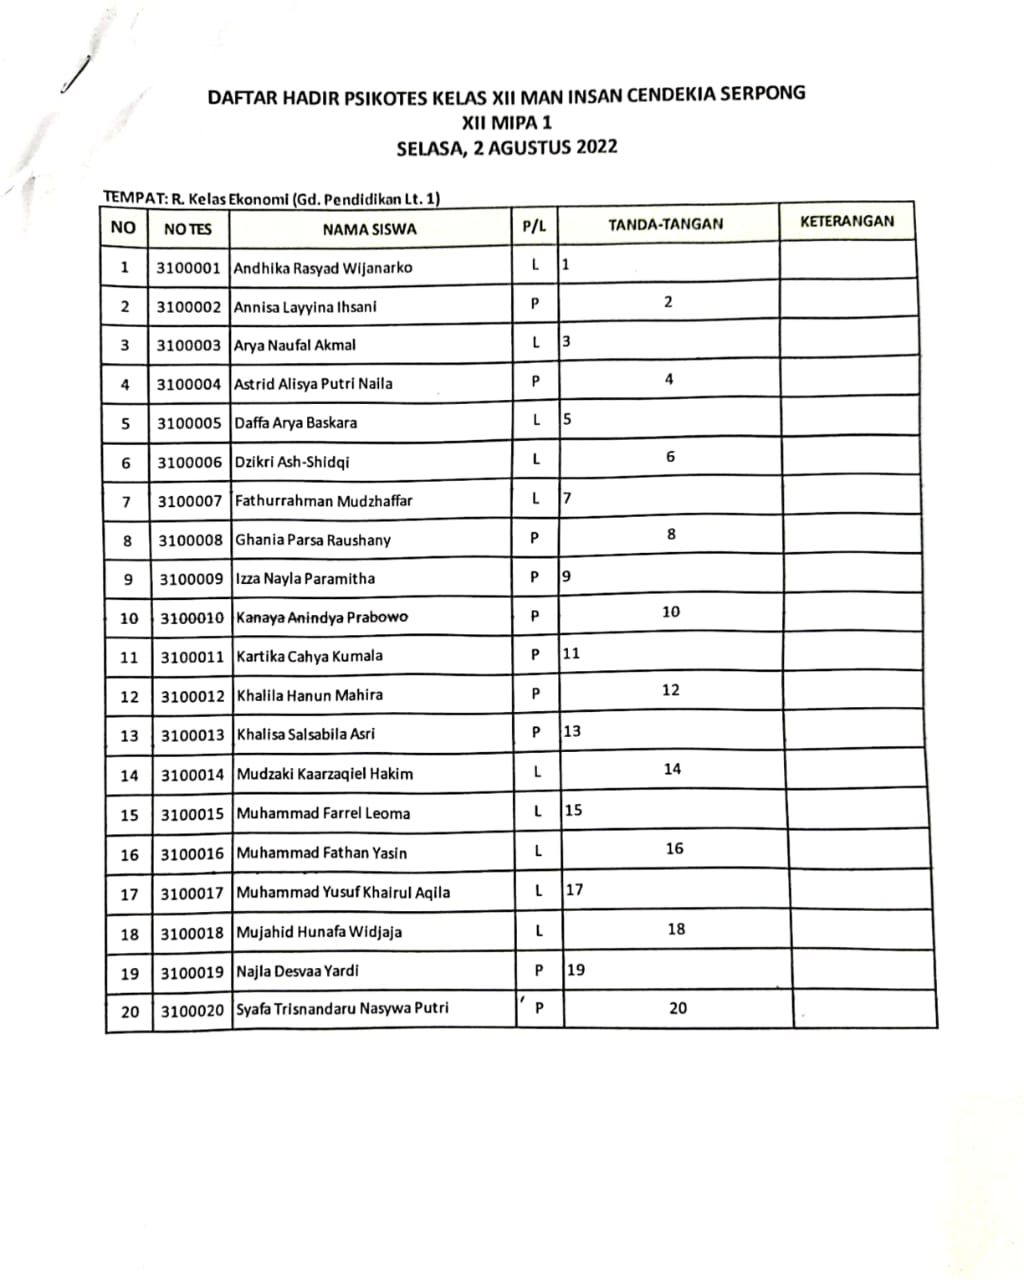 DAFTAR HADIR PSIKOTES KELAS XII MAN INSAN CENDEKIA SERPONG
XII MIPA 1
SELASA, 2 AGUSTUS 2022
TEMPAT: R. Kelas Ekonomi (Gd. Pendidikan Lt. 1)
NO NO TES NAMA SISWA P/L TANDA-TANGAN KETERANGAN
1 3100001 Andhika Rasyad Wijanarko L 1
2 3100002 Annisa Layyina Ihsani P 2
3 3100003 Arya Naufal Akmal L 3
4 3100004 Astrid Alisya Putri Naila P 4
5 3100005 Daffa Arya Baskara L 5
6 3100006 Dzikri Ash-Shidqi L 6
7 3100007 Fathurrahman Mudzhaffar L 7
8 3100008 Ghania Parsa Raushany P 8
9 3100009 Izza Nayla Paramitha P 9
10 3100010 Kanaya Anindya Prabowo P 10
11 3100011 Kartika Cahya Kumala P 11
12 3100012 Khalila Hanun Mahira P 12
13 3100013 Khalisa Salsabila Asri P 13
14 3100014 Mudzaki Kaarzaqiel Hakim L 14
15 3100015 Muhammad Farrel Leoma L 15
16 3100016 Muhammad Fathan Yasin L 16
17 3100017 Muhammad Yusuf Khairul Aqila L 17
18 3100018 Mujahid Hunafa Widjaja L 18
19 3100019 Najla Desvaa Yardi P 19
20 3100020 Syafa Trisnandaru Nasywa Putri P 20